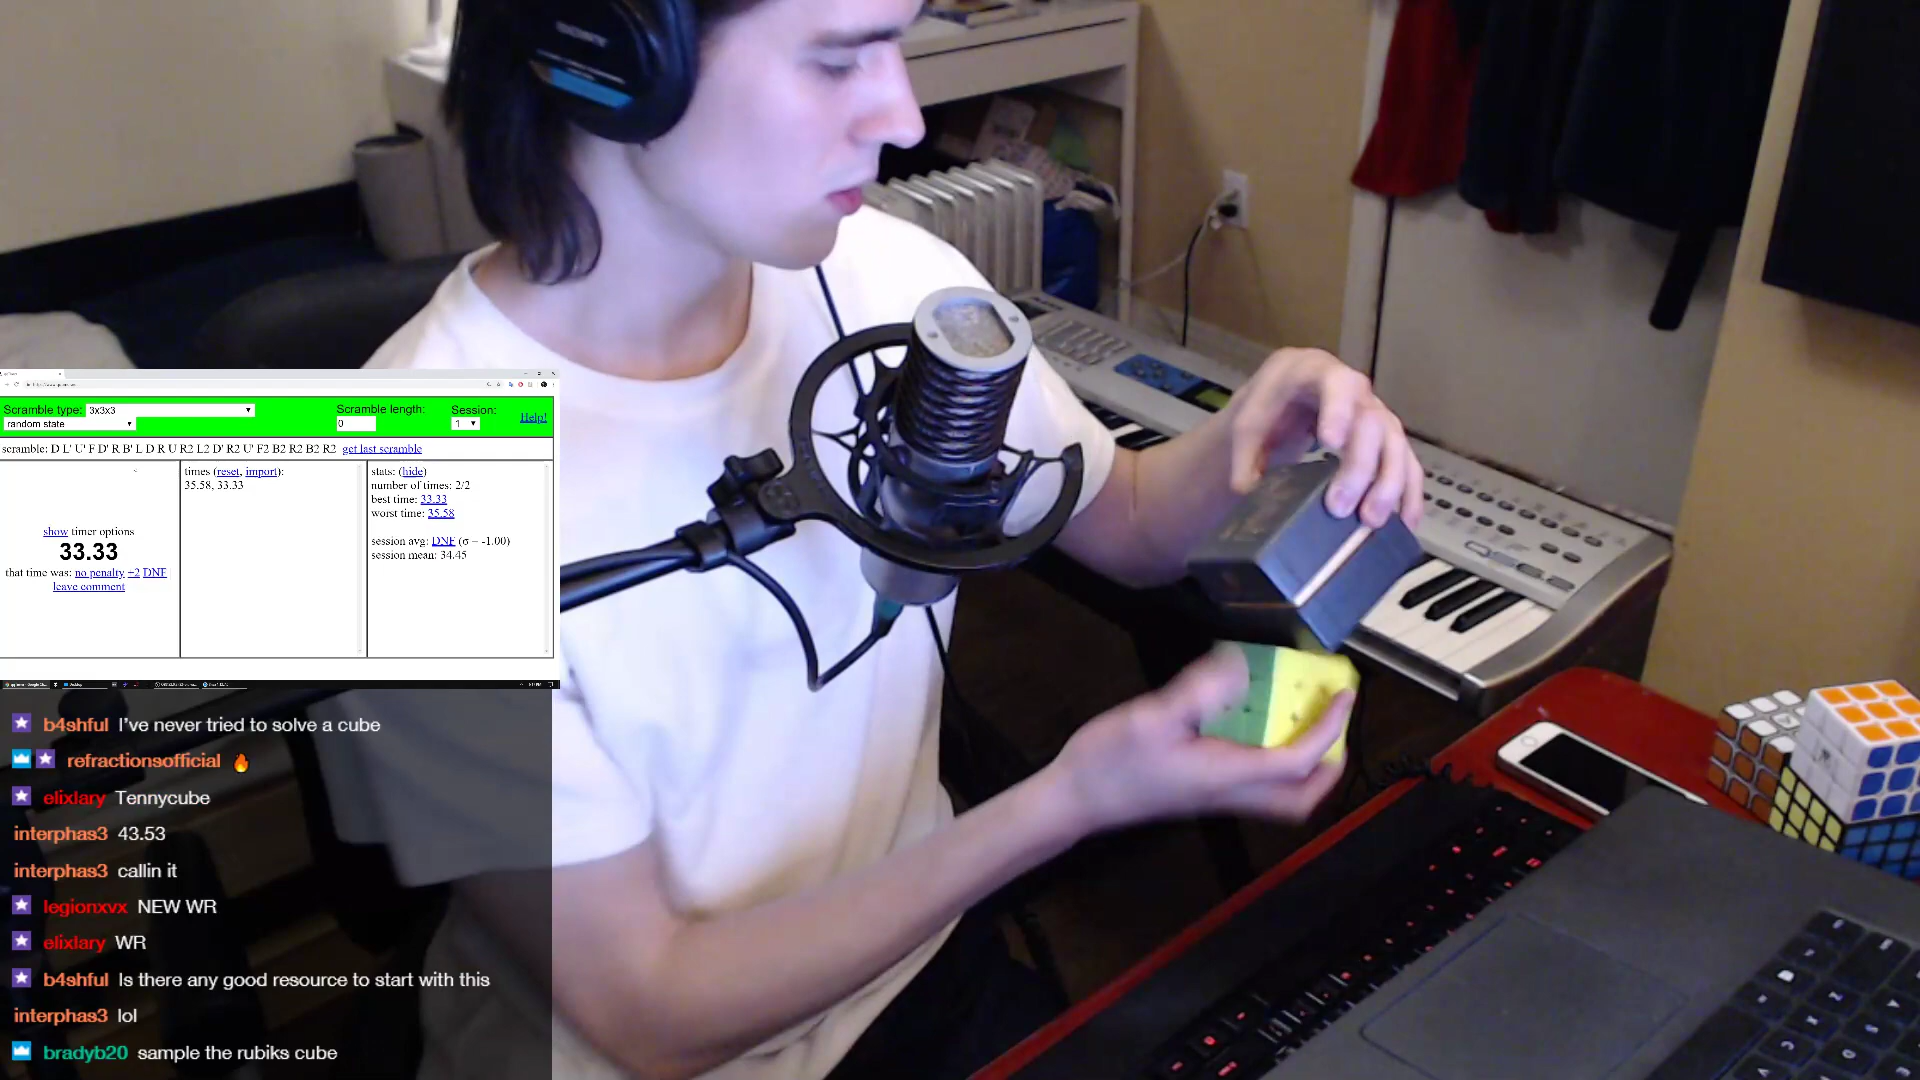 SONY
Scramble type: 3x3x3
random state
Scramble length:
0
Session:
1
Help!
scramble: D L' U' F D' R B' L D R U R2 L2 D' R2 U' F2 B2 R2 B2 R2 get last scramble
show timer options
33.33
that time was: no penalty +2 DNF
leave comment
times (reset, import):
35.58, 33.33
stats: (hide)
number of times: 2/2
best time: 33.33
worst time: 35.58
session avg: DNF (σ = -1.00)
session mean: 34.45
b4shful I've never tried to solve a cube
refractionsofficial
elixlary Tennycube
interphas3 43.53
interphas3 callin it
legionxvx NEW WR
elixlary WR
b4shful Is there any good resource to start with this
interphas3 lol
bradyb20 sample the rubiks cube